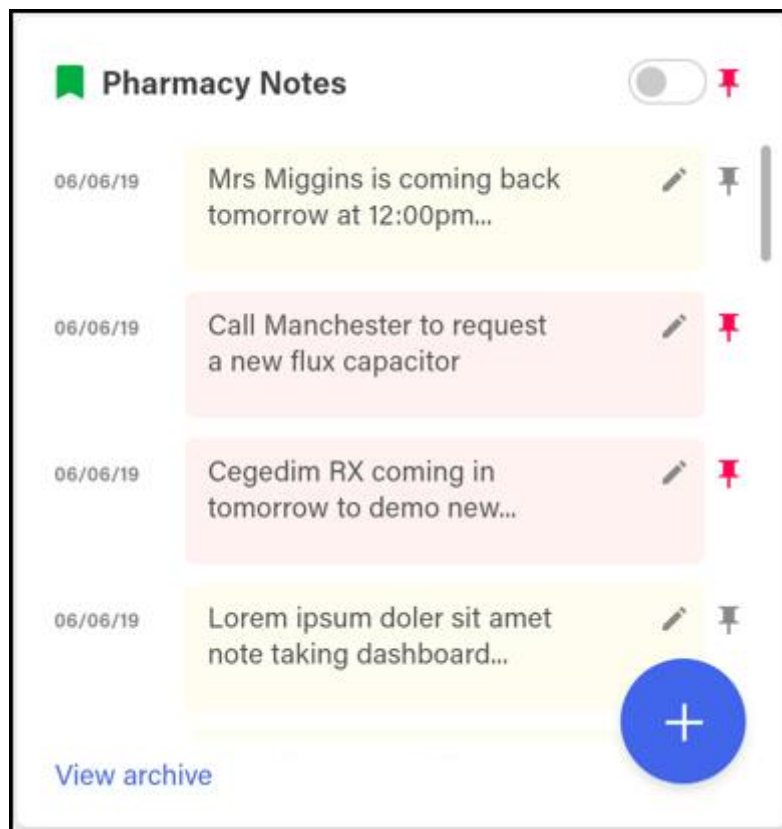 Pharmacy Notes
06/06/19
Mrs Miggins is coming back
tomorrow at 12:00pm...
06/06/19
Call Manchester to request
a new flux capacitor
06/06/19
Cegedim RX coming in
tomorrow to demo new...
06/06/19
Lorem ipsum doler sit amet
note taking dashboard...
View archive